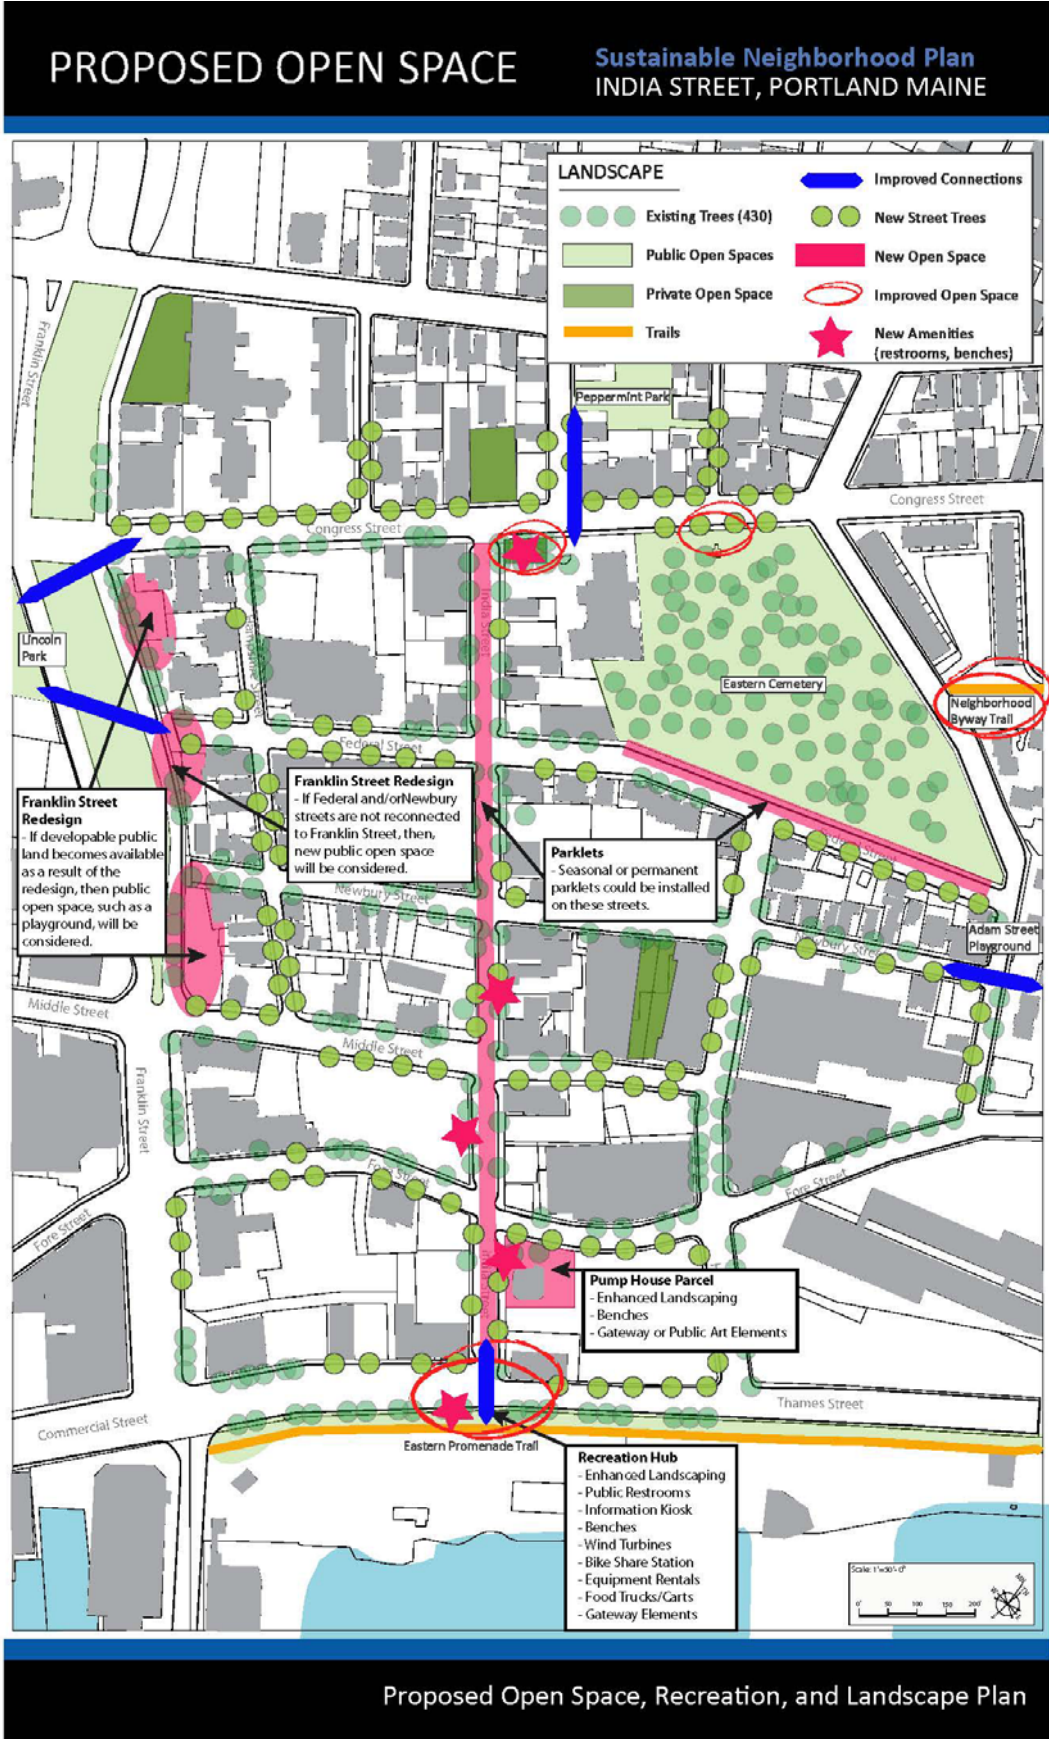 PROPOSED OPEN SPACE
Sustainable Neighborhood Plan
INDIA STREET, PORTLAND MAINE
LANDSCAPE
Existing Trees (430)
Public Open Spaces
Private Open Space
Trails
Improved Connections
New Street Trees
New Open Space
Improved Open Space
New Amenities
(restrooms, benches)
Franklin Street
Peppermint Park
Congress Street
Congress Street
India Street
Lincoln
Park
Eastern Cemetery
Neighborhood
Byway Trail
Federal Street
Franklin Street
Redesign
- If developable public
land becomes available
as a result of the
redesign, then public
open space, such as a
playground, will be
considered.
Franklin Street Redesign
- If Federal and/orNewbury
streets are not reconnected
to Franklin Street, then,
new public open space
will be considered.
Parklets
- Seasonal or permanent
parklets could be installed
on these streets.
Newbury Street
Adam Street
Playground
Middle Street
Middle Street
Franklin Street
Fore Street
Fore Street
Fore Street
India Street
Pump House Parcel
- Enhanced Landscaping
- Benches
- Gateway or Public Art Elements
Thames Street
Commercial Street
Eastern Promenade Trail
Recreation Hub
- Enhanced Landscaping
- Public Restrooms
- Information Kiosk
- Benches
- Wind Turbines
- Bike Share Station
- Equipment Rentals
- Food Trucks/Carts
- Gateway Elements
0' 50' 100' 150' 200'
Proposed Open Space, Recreation, and Landscape Plan